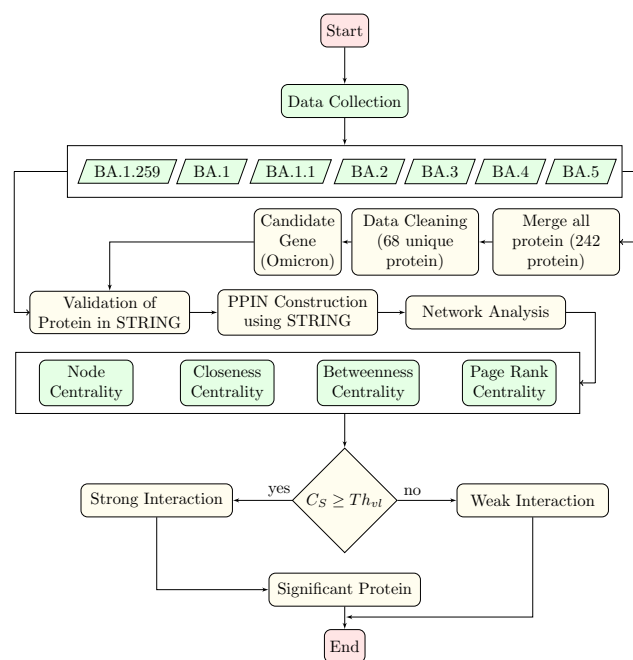 Start
Data Collection
BA.1.259
BA.1
BA.1.1
BA.2
BA.3
BA.4
BA.5
Candidate
Gene
(Omicron)
Data Cleaning
(68 unique
protein)
Merge all
protein (242
protein)
Validation of
Protein in STRING
PPIN Construction
using STRING
Network Analysis
Node
Centrality
Closeness
Centrality
Betweenness
Centrality
Page Rank
Centrality
Strong Interaction
yes
C_S ≥ Th_{vl}
no
Weak Interaction
Significant Protein
End